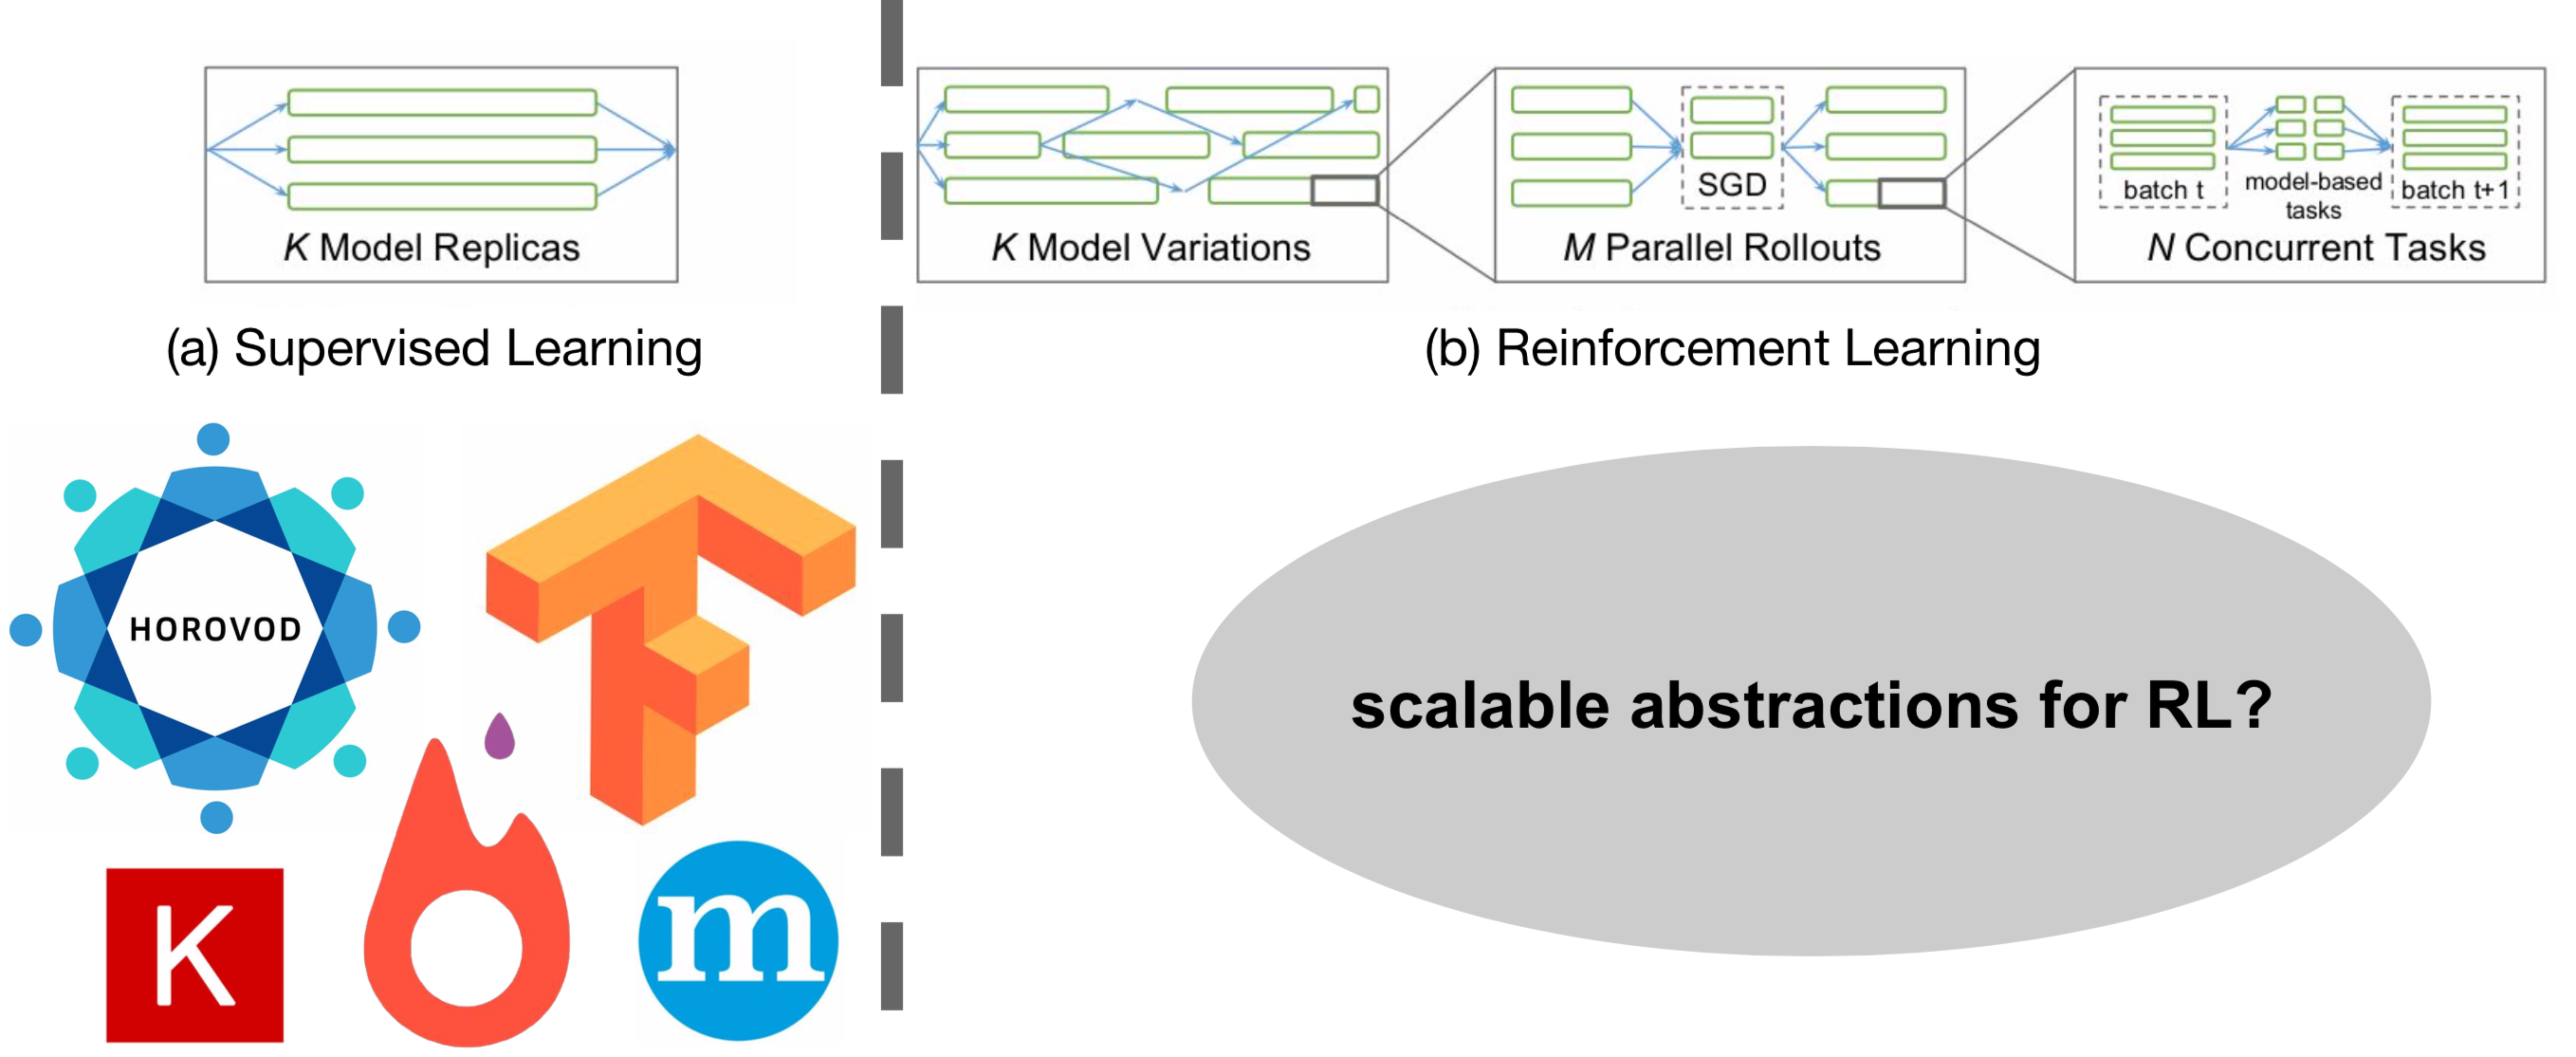 K Model Replicas
(a) Supervised Learning
K Model Variations
SGD
M Parallel Rollouts
batch t
model-based
tasks
batch t+1
N Concurrent Tasks
(b) Reinforcement Learning
HOROVOD
K
m
scalable abstractions for RL?